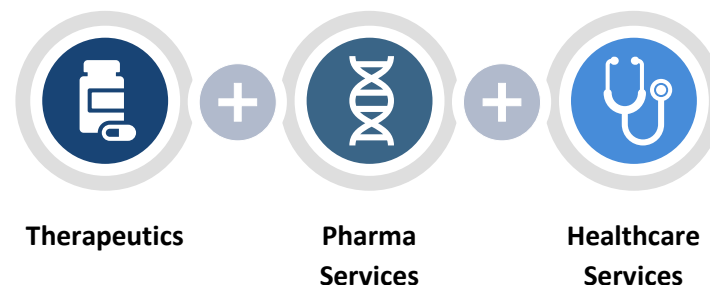 Therapeutics
Pharma
Services
Healthcare
Services